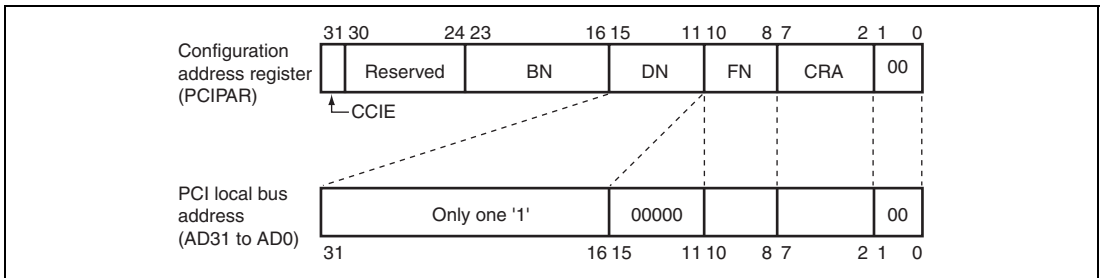 31 30 24 23 16 15 11 10 8 7 2 1 0
Configuration
address register
(PCIPAR)
Reserved BN DN FN CRA 00
CCIE
PCI local bus
address
(AD31 to AD0)
Only one '1' 00000 00
31 16 15 11 10 8 7 2 1 0